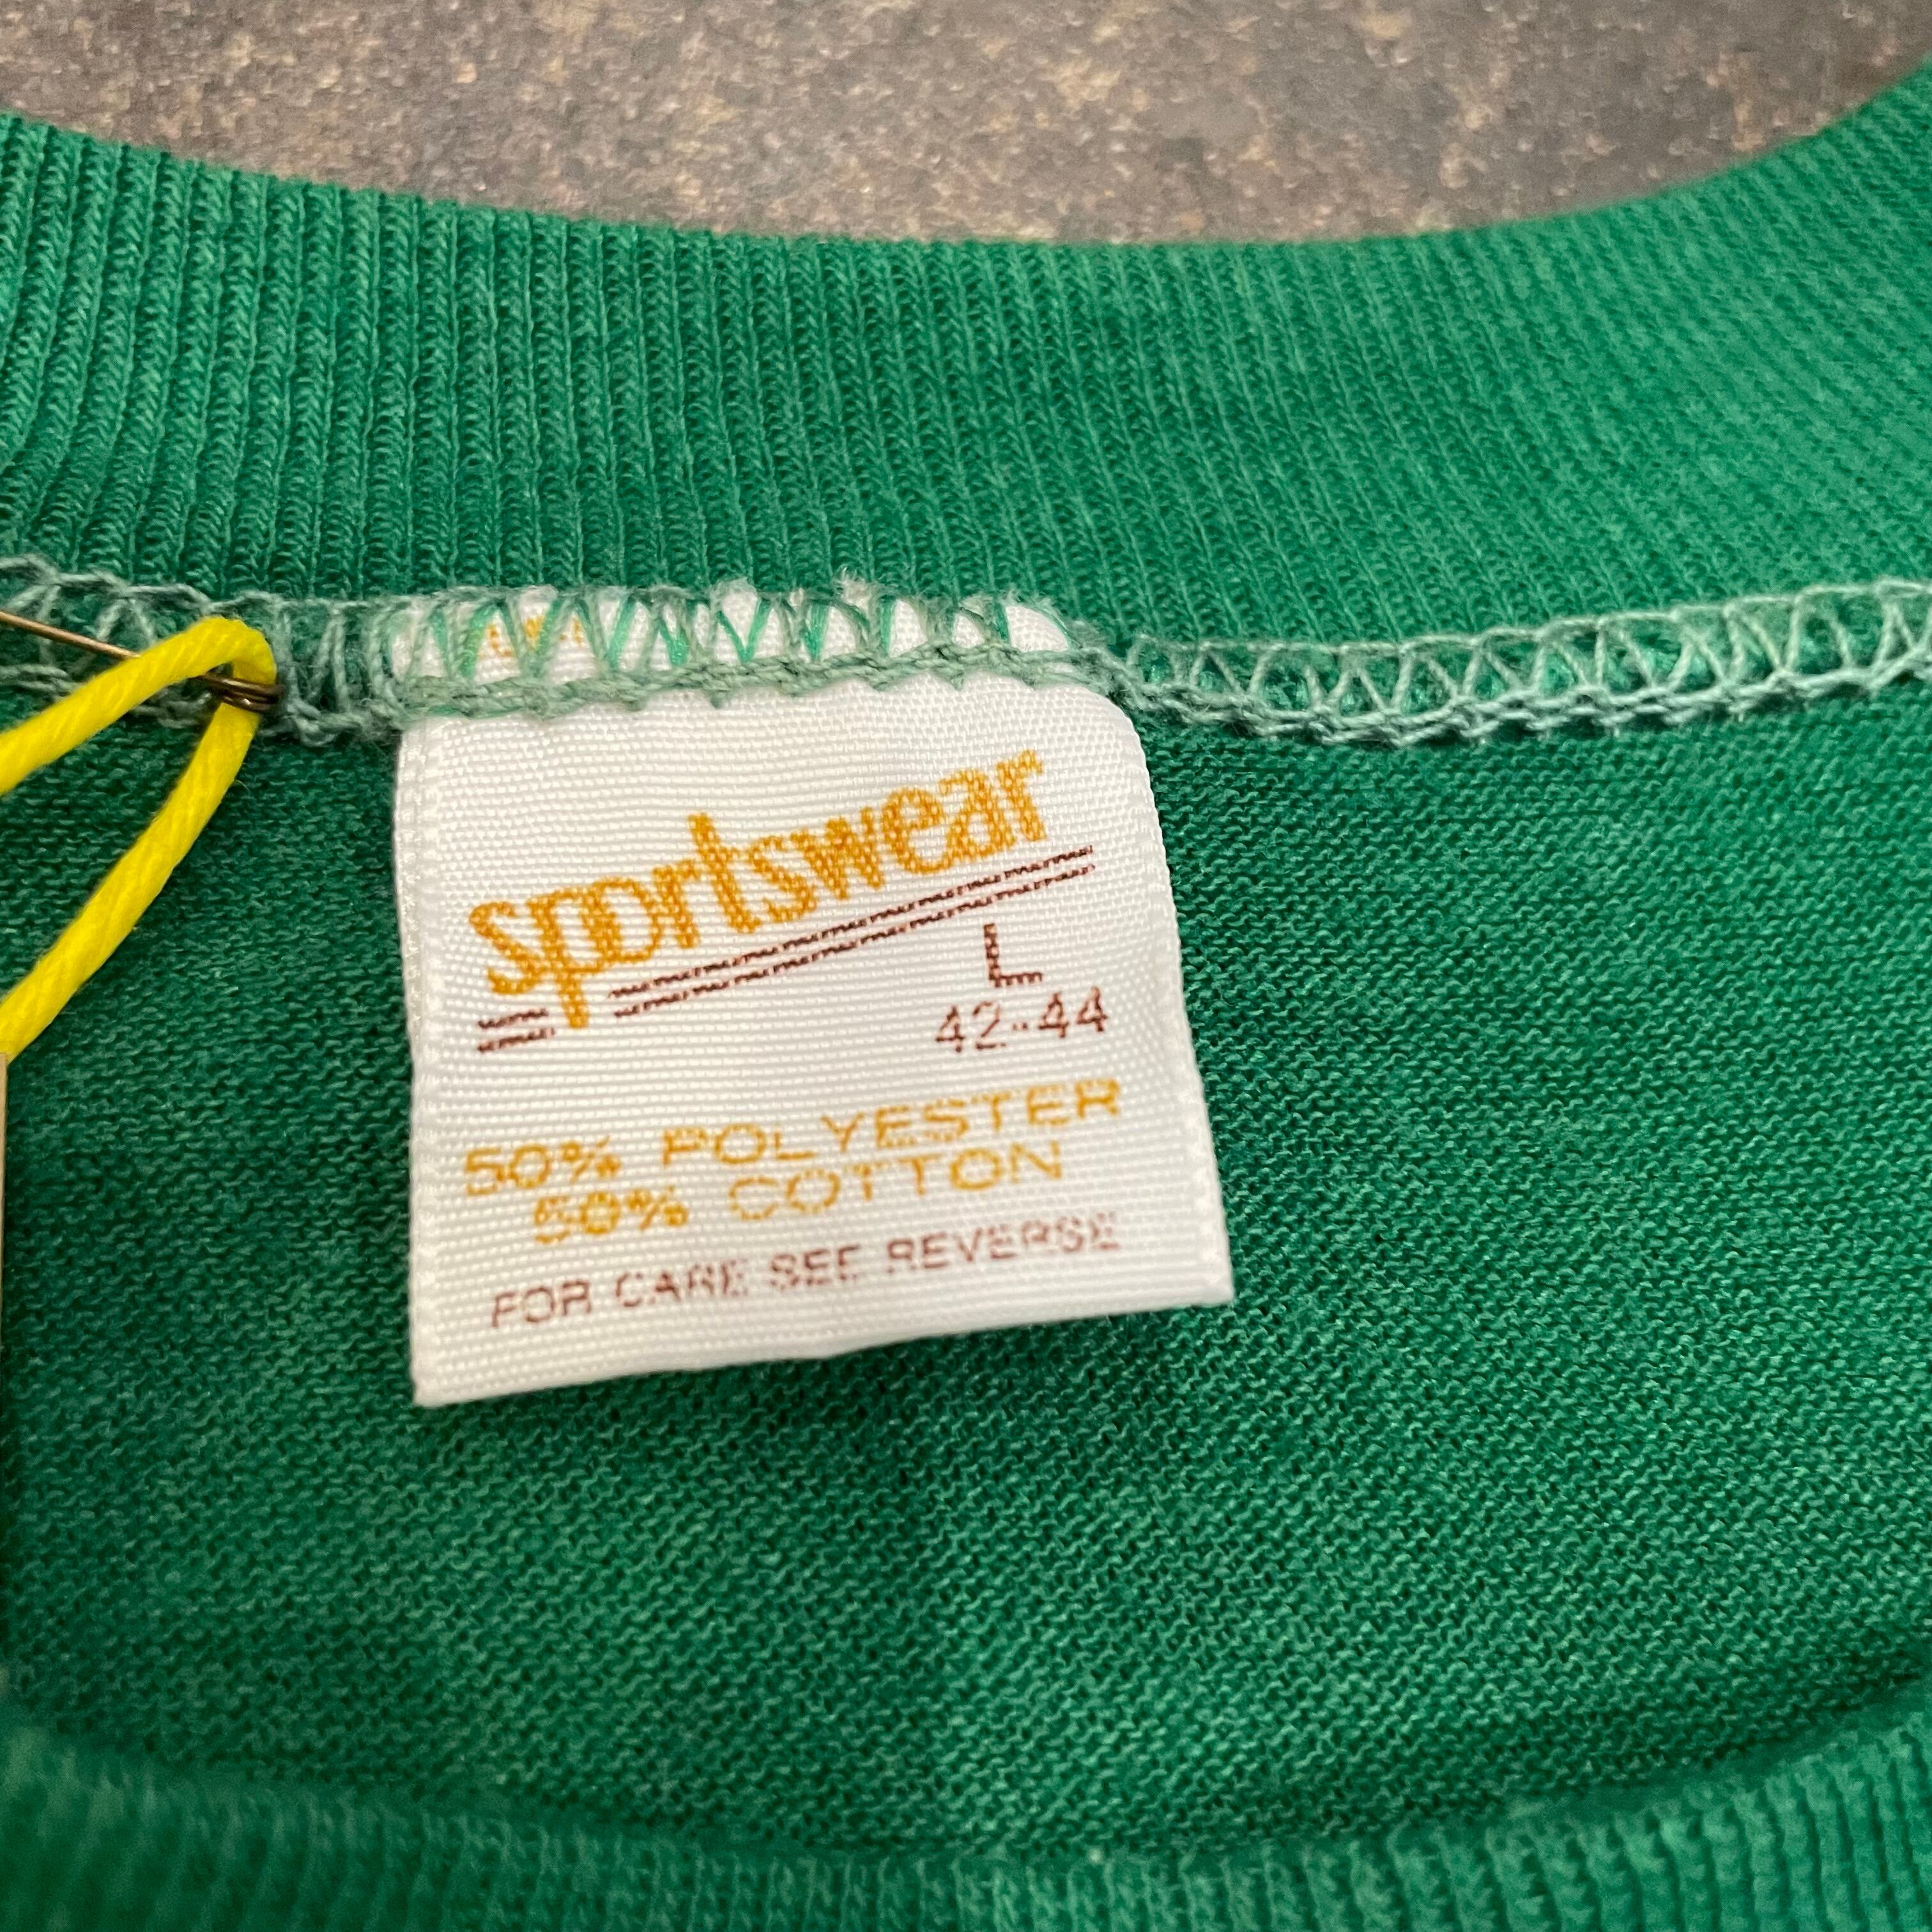 sportswear
L
42-44
50% POLYESTER
50% COTTON
FOR CARE SEE REVERSE